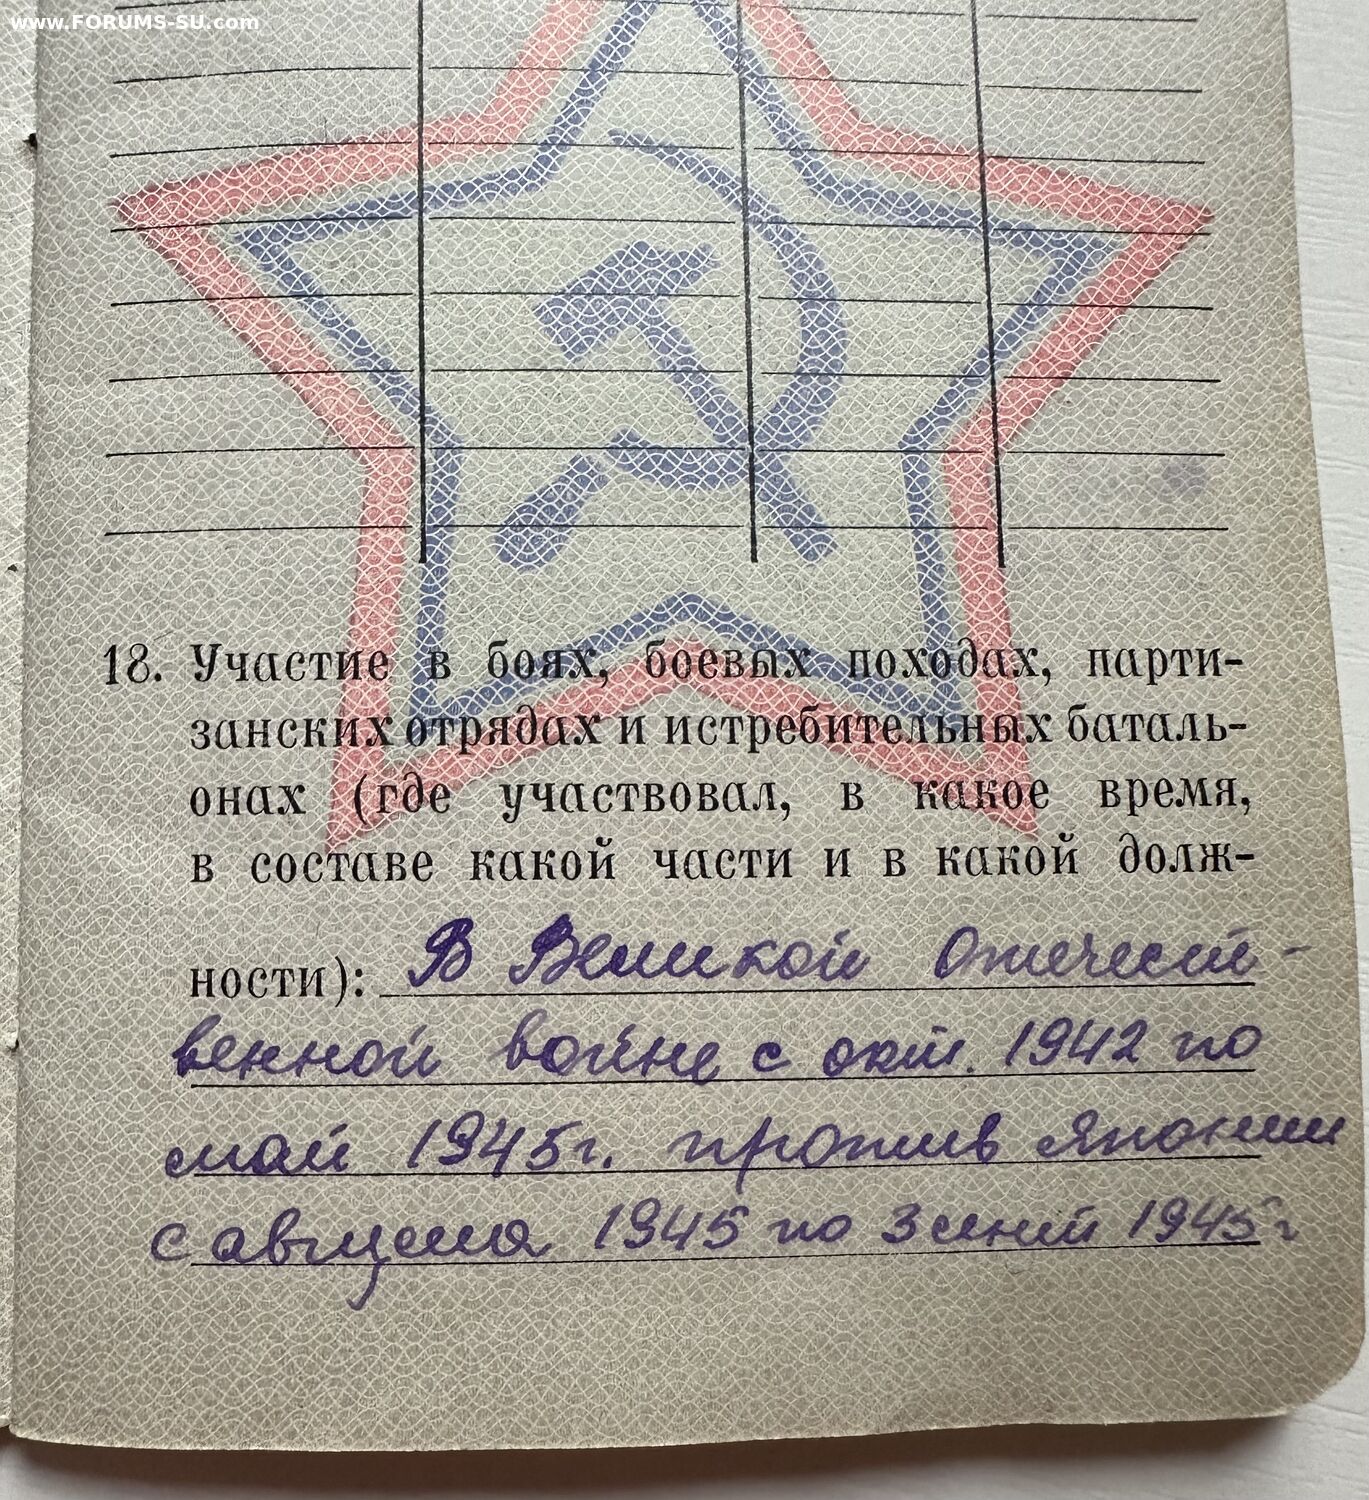 www.FORUMS-SU.com
18. Участие в боях, боевых походах, парти-
занских отрядах и истребительных баталь-
онах (где участвовал, в какое время,
в составе какой части и в какой долж-
ности): В Великой Отечест-
венной войне с окт. 1942 по
май 1945г. против Японии
с августа 1945 по 3 1945г